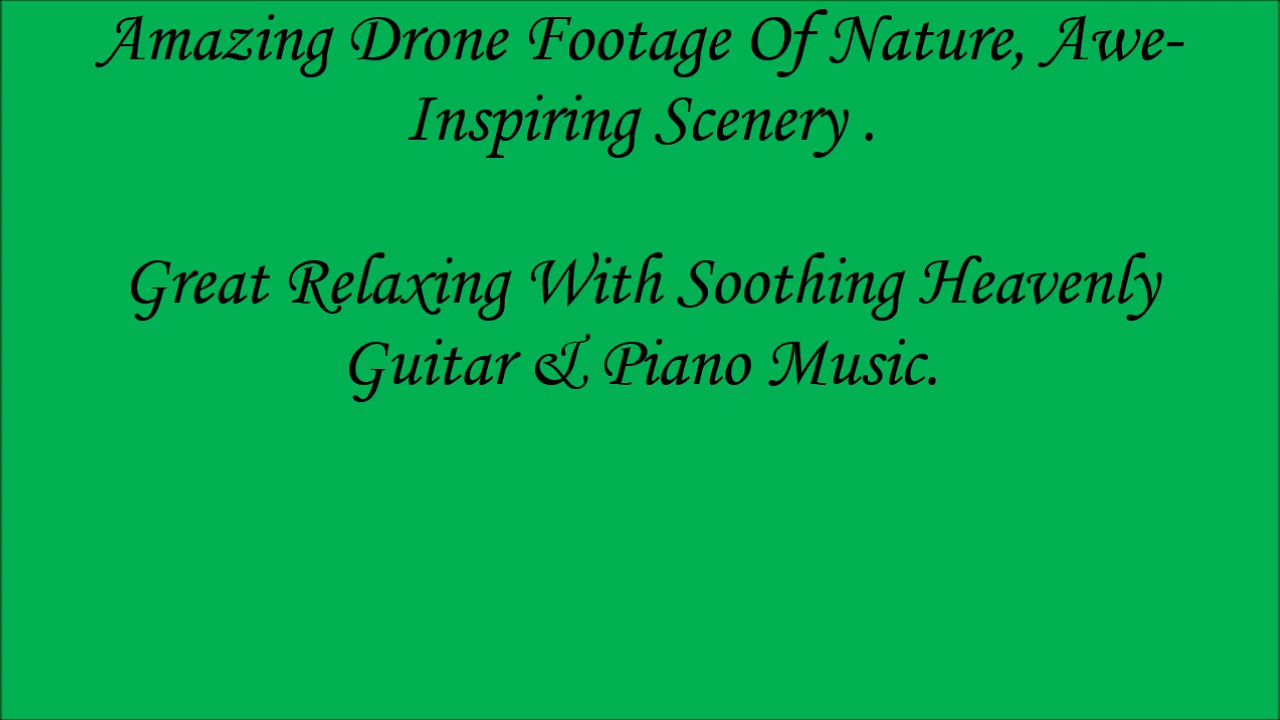 Amazing Drone Footage Of Nature, Awe-
Inspiring Scenery .
Great Relaxing With Soothing Heavenly
Guitar & Piano Music.